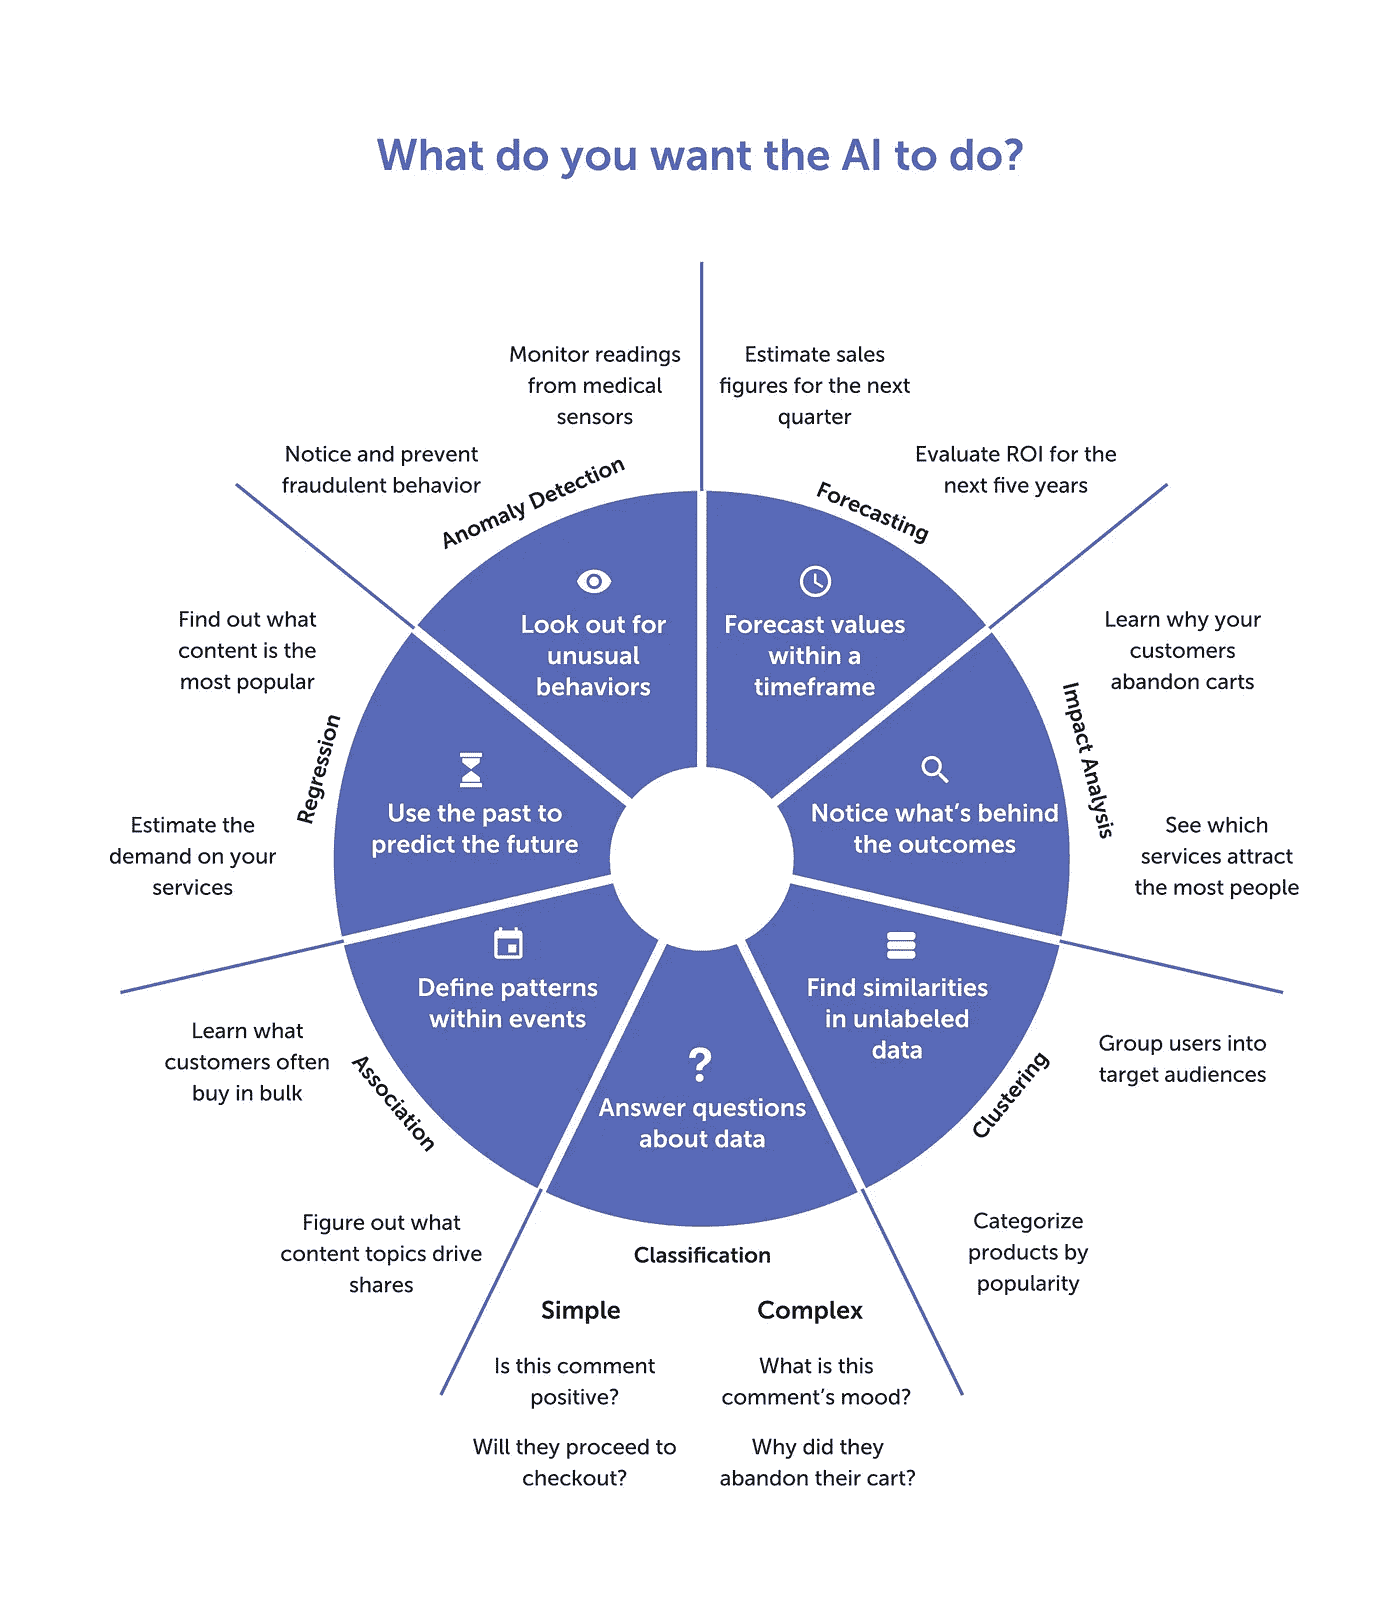 What do you want the AI to do?
Monitor readings
from medical
sensors
Estimate sales
figures for the next
quarter
Notice and prevent
fraudulent behavior
Evaluate ROI for the
next five years
Anomaly Detection
Forecasting
Look out for
unusual
behaviors
Forecast values
within a
timeframe
Find out what
content is the
most popular
Learn why your
customers
abandon carts
Regression
Impact Analysis
Use the past to
predict the future
Notice what’s behind
the outcomes
Estimate the
demand on your
services
See which
services attract
the most people
Define patterns
within events
Find similarities
in unlabeled
data
Learn what
customers often
buy in bulk
Group users into
target audiences
Association
Clustering
Answer questions
about data
Figure out what
content topics drive
shares
Categorize
products by
popularity
Classification
Simple
Is this comment
positive?
Will they proceed to
checkout?
Complex
What is this
comment’s mood?
Why did they
abandon their cart?